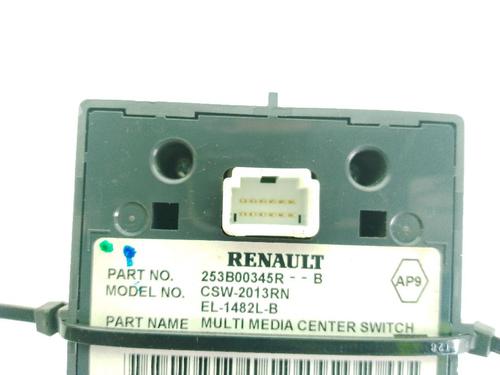 RENAULT
PART NO. 253B00345R - - B
MODEL NO. CSW-2013RN
EL-1482L-B
AP9
PART NAME MULTI MEDIA CENTER SWITCH